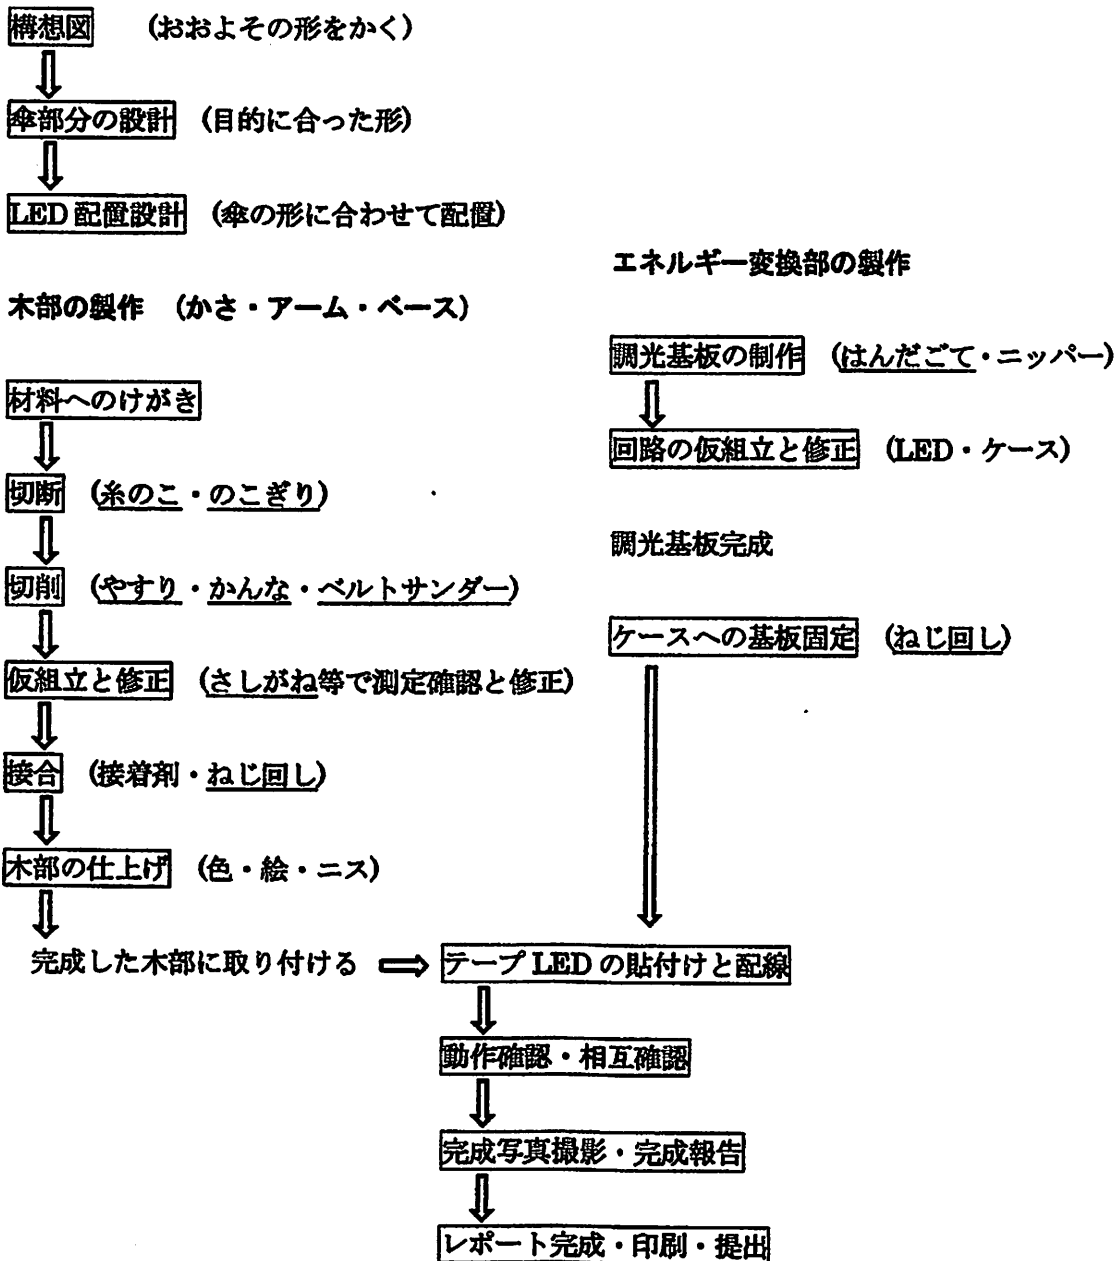 構想図 (おおよその形をかく)
傘部分の設計 (目的に合った形)
LED 配置設計 (傘の形に合わせて配置)
木部の製作 (かさ・アーム・ベース)
材料へのけがき
切断 (糸のこ・のこぎり)
切削 (やすり・かんな・ベルトサンダー)
仮組立と修正 (さしがね等で測定確認と修正)
接合 (接着剤・ねじ回し)
木部の仕上げ (色・絵・ニス)
完成した木部に取り付ける
エネルギー変換部の製作
調光基板の制作 (はんだごて・ニッパー)
回路の仮組立と修正 (LED・ケース)
調光基板完成
ケースへの基板固定 (ねじ回し)
テープ LED の貼付けと配線
動作確認・相互確認
完成写真撮影・完成報告
レポート完成・印刷・提出